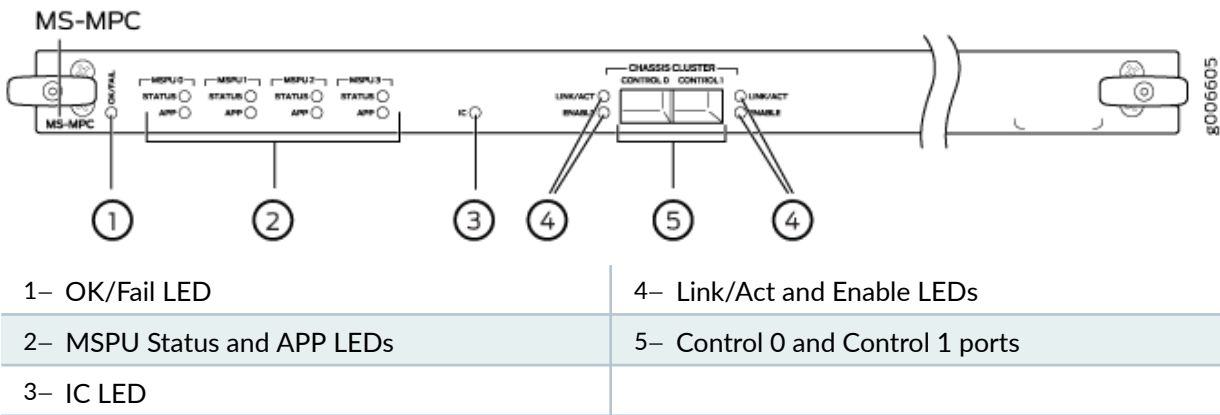 MS-MPC
OK/FAIL
MSPU 0 MSPU 1 MSPU 2 MSPU 3
STATUS STATUS STATUS STATUS
APP APP APP APP
MS-MPC
IC
CHASSIS CLUSTER
CONTROL 0 CONTROL 1
LINK/ACT LINK/ACT
ENABLE ENABLE
g006605
1 2 3 4 5 4
1– OK/Fail LED
4– Link/Act and Enable LEDs
2– MSPU Status and APP LEDs
5– Control 0 and Control 1 ports
3– IC LED